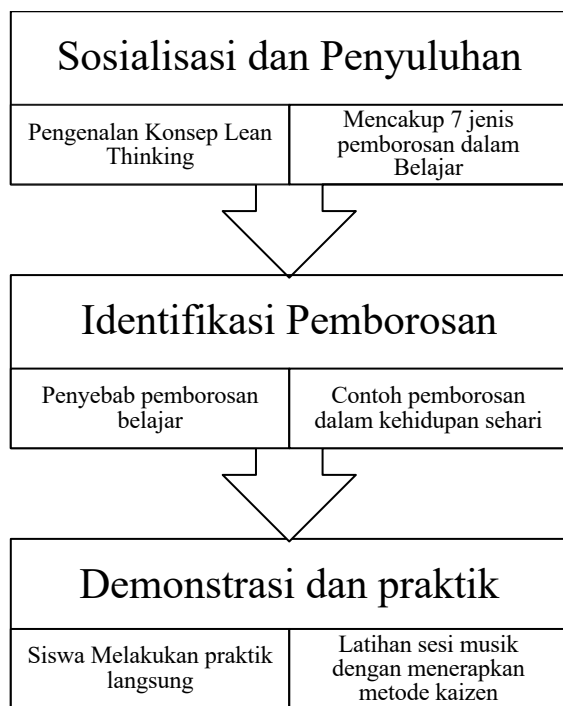 Sosialisasi dan Penyuluhan
Pengenalan Konsep Lean
Thinking
Mencakup 7 jenis
pemborosan dalam
Belajar
Identifikasi Pemborosan
Penyebab pemborosan
belajar
Contoh pemborosan
dalam kehidupan sehari
Demonstrasi dan praktik
Siswa Melakukan praktik
langsung
Latihan sesi musik
dengan menerapkan
metode kaizen